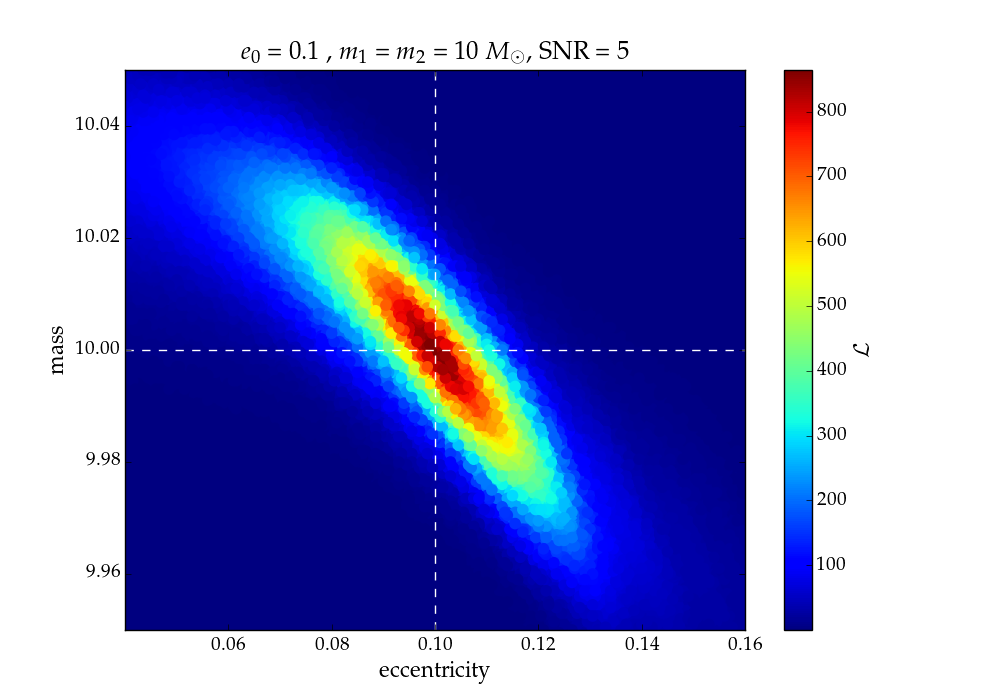 e₀ = 0.1 , m₁ = m₂ = 10 M☉, SNR = 5
mass
10.04
10.02
10.00
9.98
9.96
0.06 0.08 0.10 0.12 0.14 0.16
eccentricity
800
700
600
500
400
300
200
100
ℒ